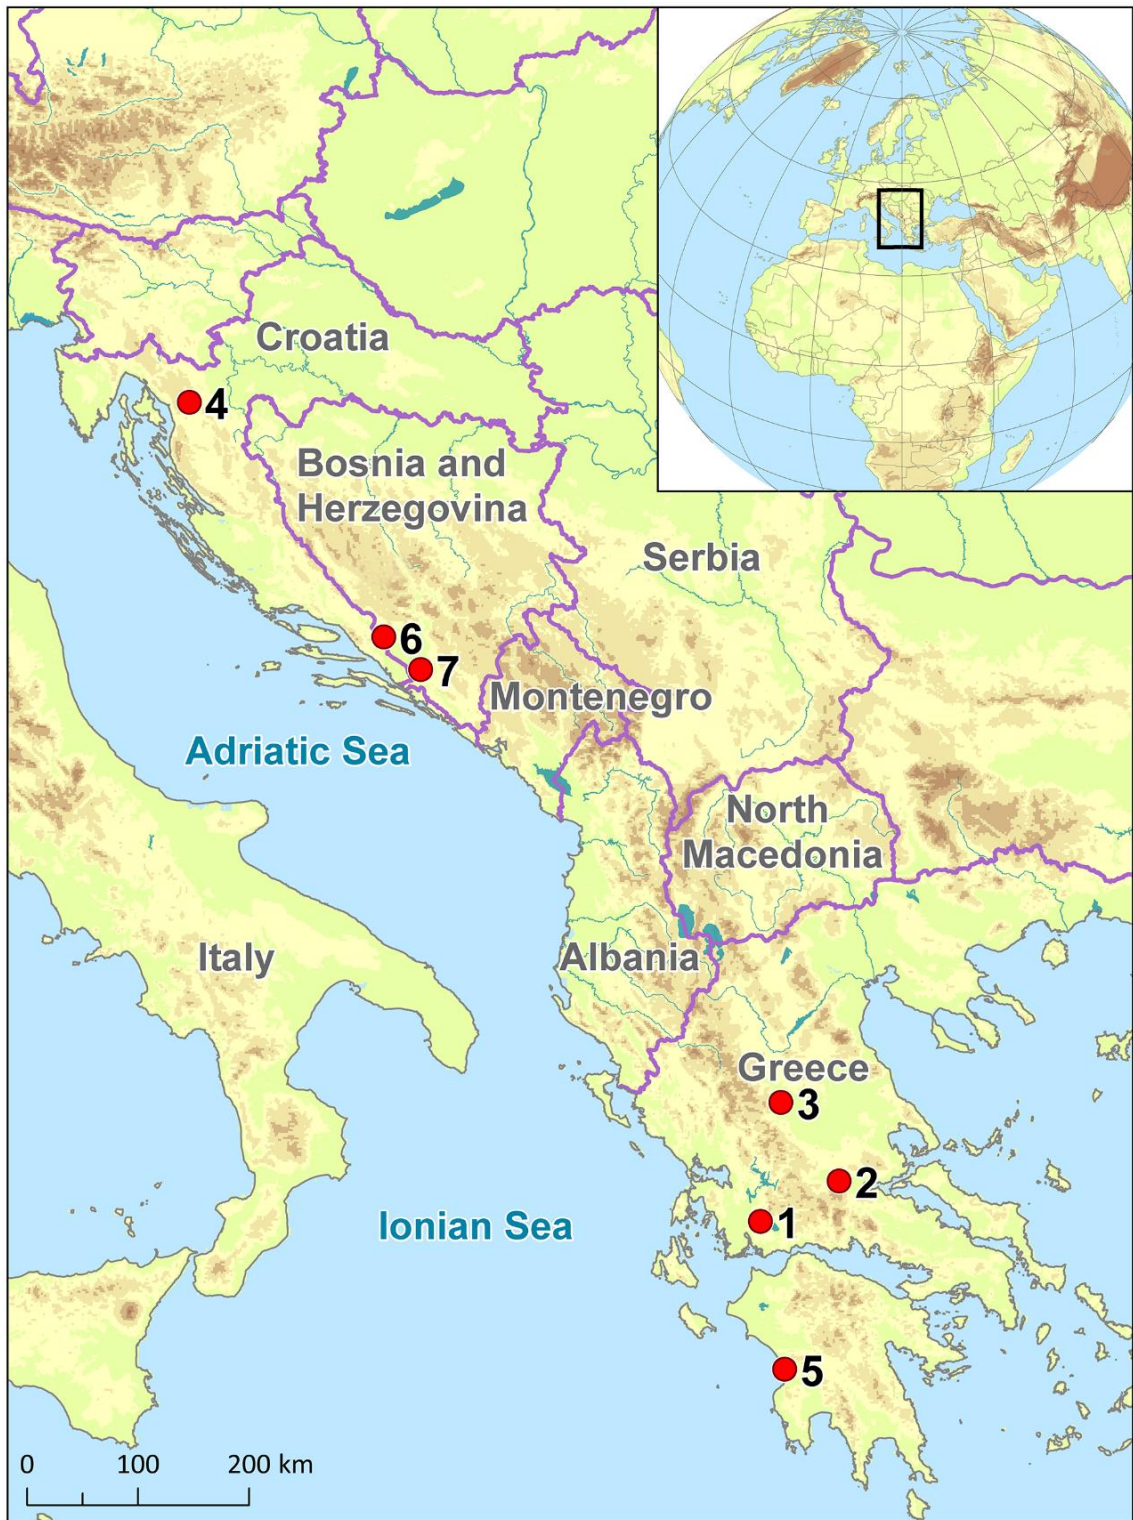 Croatia
4
Bosnia and
Herzegovina
Serbia
6
7
Montenegro
Adriatic Sea
North
Macedonia
Italy
Albania
Greece
3
2
1
Ionian Sea
5
0 100 200 km